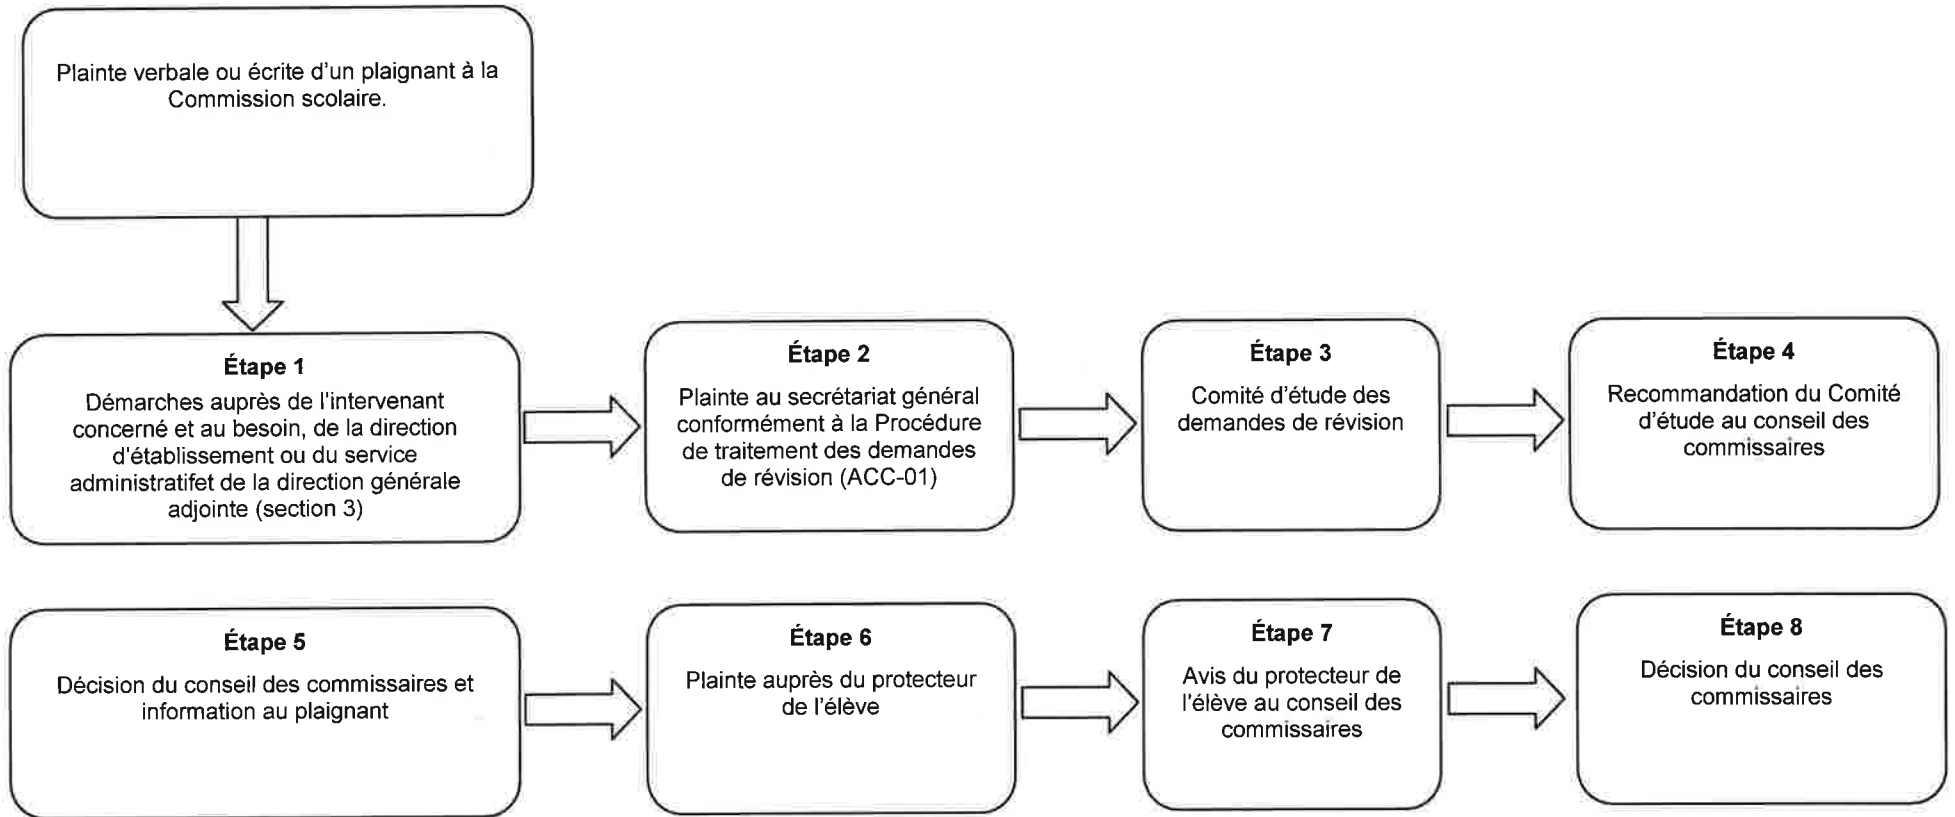 Plainte verbale ou écrite d'un plaignant à la
Commission scolaire.
Étape 1
Démarches auprès de l'intervenant
concerné et au besoin, de la direction
d'établissement ou du service
administratifet de la direction générale
adjointe (section 3)
Étape 2
Plainte au secrétariat général
conformément à la Procédure
de traitement des demandes
de révision (ACC-01)
Étape 3
Comité d'étude des
demandes de révision
Étape 4
Recommandation du Comité
d'étude au conseil des
commissaires
Étape 5
Décision du conseil des commissaires et
information au plaignant
Étape 6
Plainte auprès du protecteur
de l'élève
Étape 7
Avis du protecteur de
l'élève au conseil des
commissaires
Étape 8
Décision du conseil des
commissaires